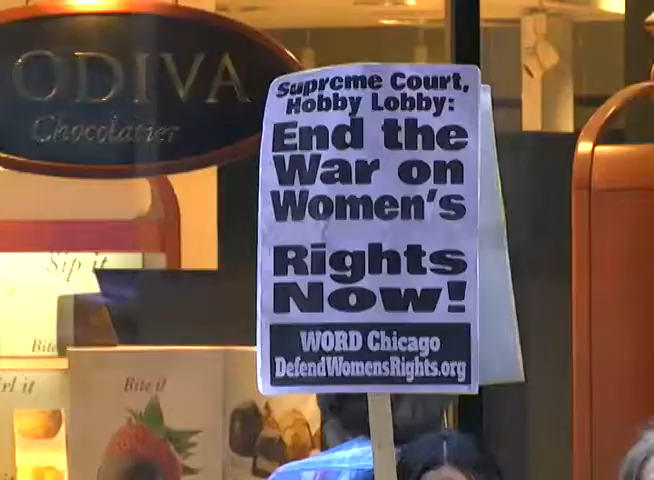 ODIVA
Chocolatier
Supreme Court,
Hobby Lobby:
End the
War on
Women's
Rights
Now!
WORD Chicago
DefendWomensRights.org
Sip it
Bite
rl it
Bite it